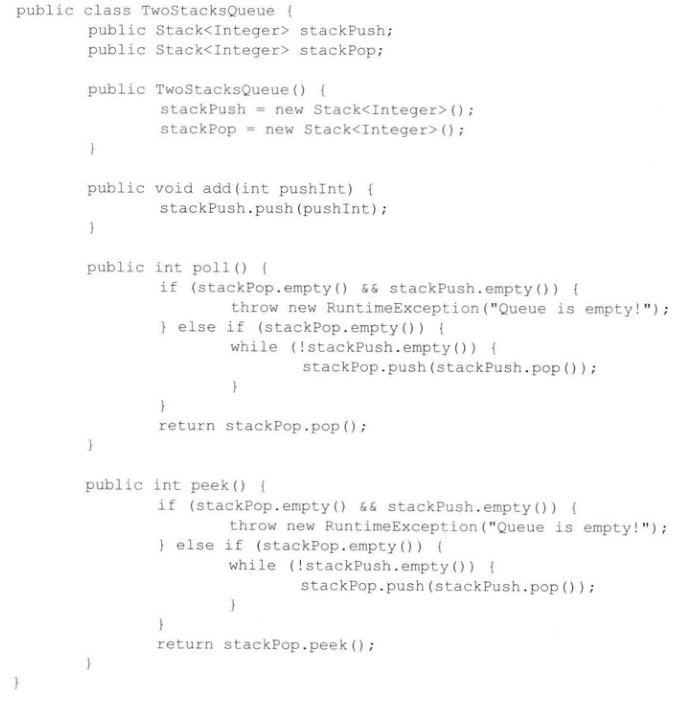 public class TwoStacksQueue {
public Stack<Integer> stackPush;
public Stack<Integer> stackPop;
public TwoStacksQueue() {
stackPush = new Stack<Integer>();
stackPop = new Stack<Integer>();
}
public void add(int pushInt) {
stackPush.push(pushInt);
}
public int poll() {
if (stackPop.empty() && stackPush.empty()) {
throw new RuntimeException("Queue is empty!");
} else if (stackPop.empty()) {
while (!stackPush.empty()) {
stackPop.push(stackPush.pop());
}
}
return stackPop.pop();
}
public int peek() {
if (stackPop.empty() && stackPush.empty()) {
throw new RuntimeException("Queue is empty!");
} else if (stackPop.empty()) {
while (!stackPush.empty()) {
stackPop.push(stackPush.pop());
}
}
return stackPop.peek();
}
}